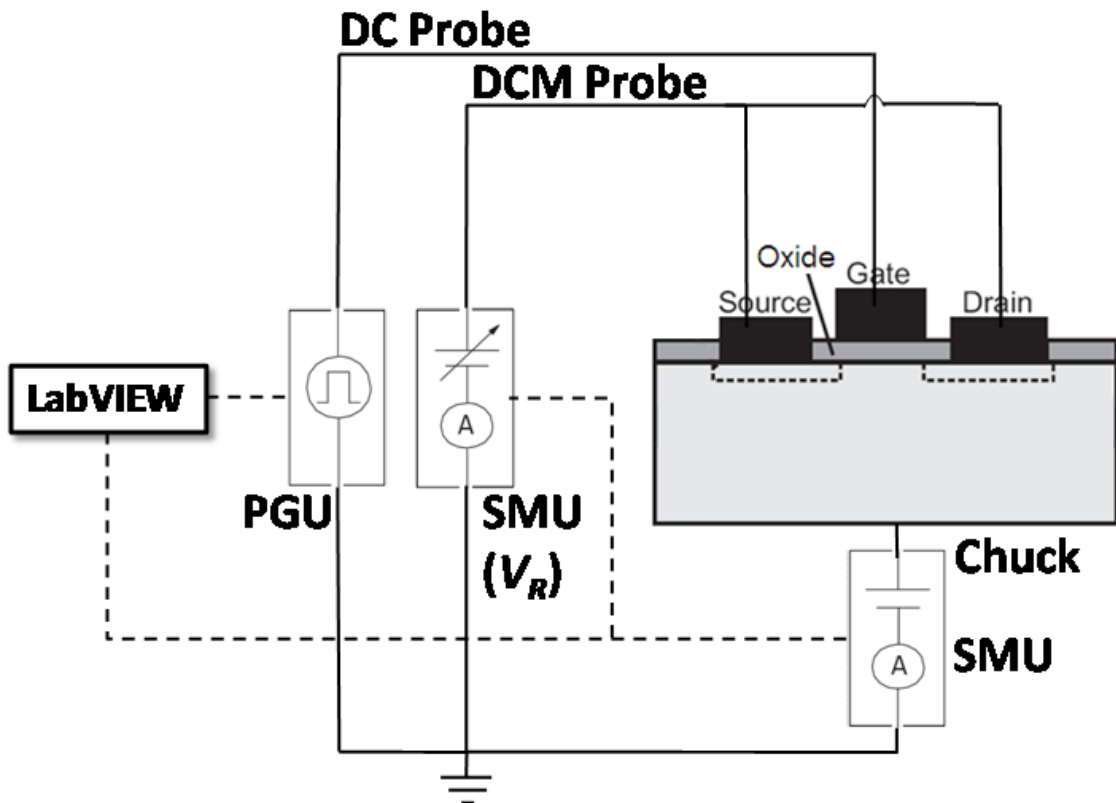 DC Probe
DCM Probe
Oxide
Gate
Source
Drain
LabVIEW
A
PGU
SMU
(V_R)
Chuck
A
SMU